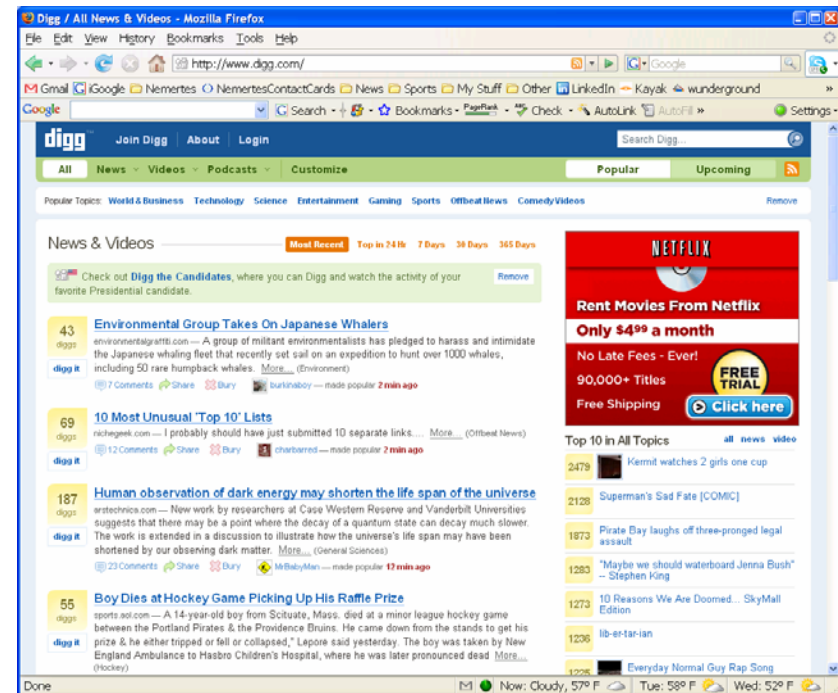 Digg / All News & Videos - Mozilla Firefox
File Edit View History Bookmarks Tools Help
http://www.digg.com/
Google
Gmail iGoogle Nemertes NemertesContactCards News Sports My Stuff Other LinkedIn Kayak wunderground »
Google Search Bookmarks PageRank Check AutoLink AutoFill » Settings
digg Join Digg About Login Search Digg...
All News Videos Podcasts Customize Popular Upcoming
Popular Topics: World & Business Technology Science Entertainment Gaming Sports Offbeat News Comedy Videos Remove
News & Videos Most Recent Top in 24 Hr 7 Days 30 Days 365 Days
Check out Digg the Candidates, where you can Digg and watch the activity of your
favorite Presidential candidate.
Remove
43 diggs
digg it
Environmental Group Takes On Japanese Whalers
environmentalgraffiti.com — A group of militant environmentalists has pledged to harass and intimidate
the Japanese whaling fleet that recently set sail on an expedition to hunt over 1000 whales,
including 50 rare humpback whales. More... (Environment)
7 Comments Share Bury burkinaboy — made popular 2 min ago
69 diggs
digg it
10 Most Unusual 'Top 10' Lists
nichegeek.com — I probably should have just submitted 10 separate links.... More... (Offbeat News)
12 Comments Share Bury charbarred — made popular 2 min ago
187 diggs
digg it
Human observation of dark energy may shorten the life span of the universe
arstechnica.com — New work by researchers at Case Western Reserve and Vanderbilt Universities
suggests that there may be a point where the decay of a quantum state can decay much slower.
The work is extended in a discussion to illustrate how the universe's life span may have been
shortened by our observing dark matter. More... (General Sciences)
23 Comments Share Bury MrBabyMan — made popular 12 min ago
55 diggs
digg it
Boy Dies at Hockey Game Picking Up His Raffle Prize
sports.aol.com — A 14-year-old boy from Scituate, Mass. died at a minor league hockey game
between the Portland Pirates & the Providence Bruins. He came down from the stands to get his
prize & he either tripped or fell or collapsed," Lepore said yesterday. The boy was taken by New
England Ambulance to Hasbro Children's Hospital, where he was later pronounced dead More...
(Hockey)
NETFLIX
Rent Movies From Netflix
Only $4⁹⁹ a month
No Late Fees - Ever!
90,000+ Titles
Free Shipping
FREE
TRIAL
Click here
Top 10 in All Topics all news video
2479 Kermit watches 2 girls one cup
2128 Superman's Sad Fate [COMIC]
1873 Pirate Bay laughs off three-pronged legal
assault
1283 "Maybe we should waterboard Jenna Bush"
-- Stephen King
1273 10 Reasons We Are Doomed... SkyMall
Edition
1236 lib-er-tar-ian
1225 Everyday Normal Guy Rap Song
Done Now: Cloudy, 57° F Tue: 58° F Wed: 52° F